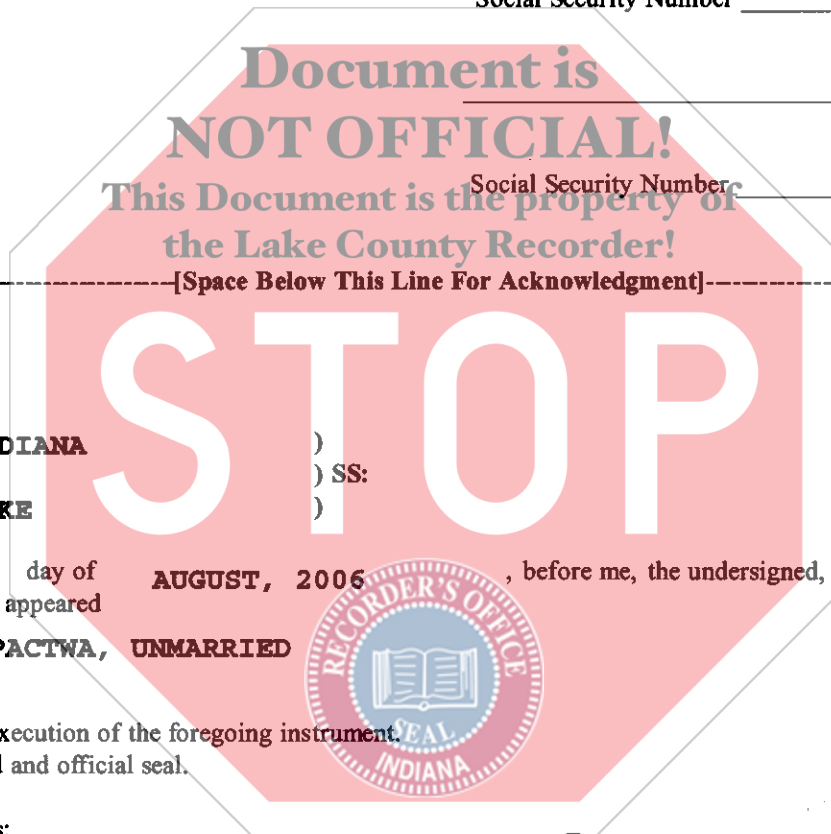 Social Security Number
Document is
NOT OFFICIAL!
Social Security Number
This Document is the property of
the Lake County Recorder!
[Space Below This Line For Acknowledgment]
STOP
DIANA )
) SS:
KE )
day of AUGUST, 2006 , before me, the undersigned,
appeared
PACTWA, UNMARRIED
xecution of the foregoing instrument.
and official seal.
RECORDER'S OFFICE
SEAL
INDIANA